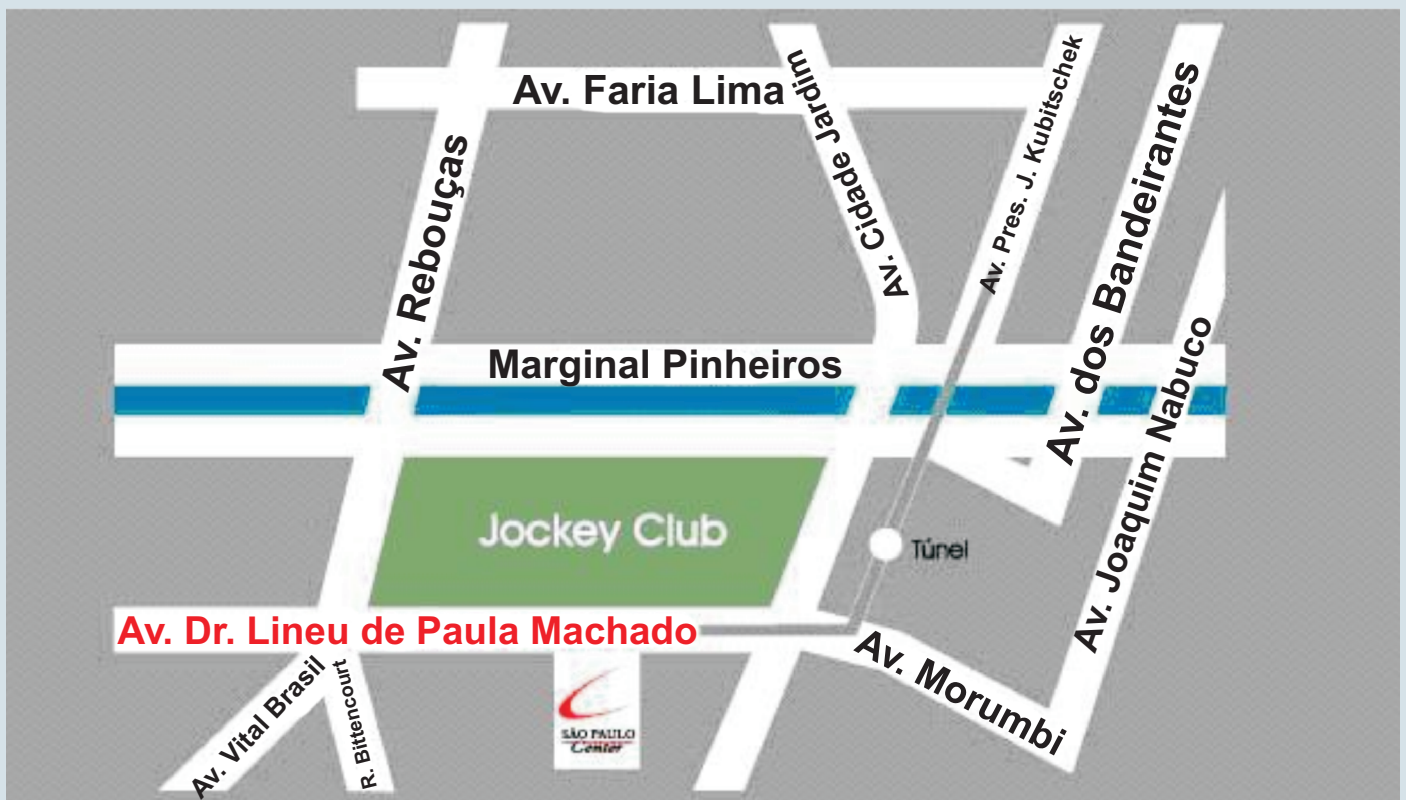 Av. Faria Lima
Av. Cidade Jardim
Av. Pres. J. Kubitschek
Av. dos Bandeirantes
Av. Rebouças
Marginal Pinheiros
Av. Joaquim Nabuco
Jockey Club
Túnel
Av. Dr. Lineu de Paula Machado
Av. Morumbi
Av. Vital Brasil
R. Bittencourt
SÃO PAULO
Center